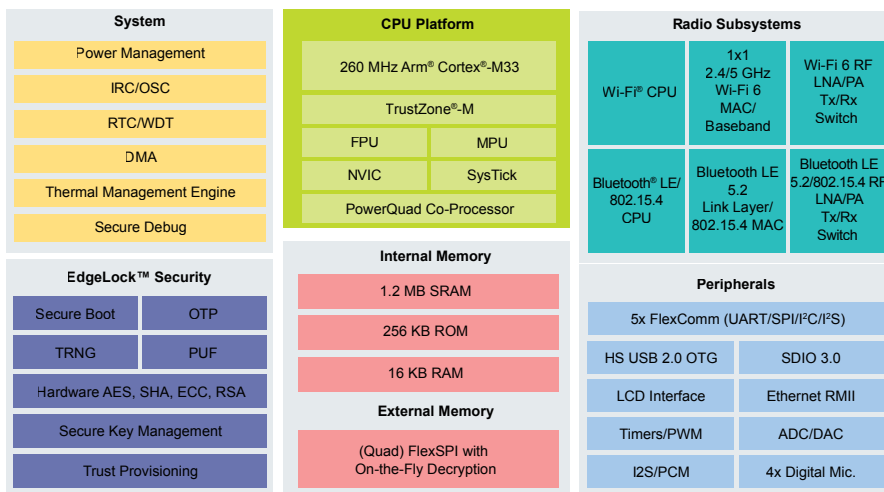 System
Power Management
IRC/OSC
RTC/WDT
DMA
Thermal Management Engine
Secure Debug
EdgeLock™ Security
Secure Boot
OTP
TRNG
PUF
Hardware AES, SHA, ECC, RSA
Secure Key Management
Trust Provisioning
CPU Platform
260 MHz Arm® Cortex®-M33
TrustZone®-M
FPU
MPU
NVIC
SysTick
PowerQuad Co-Processor
Internal Memory
1.2 MB SRAM
256 KB ROM
16 KB RAM
External Memory
(Quad) FlexSPI with
On-the-Fly Decryption
Radio Subsystems
Wi-Fi® CPU
1x1
2.4/5 GHz
Wi-Fi 6
MAC/
Baseband
Wi-Fi 6 RF
LNA/PA
Tx/Rx
Switch
Bluetooth® LE/
802.15.4
CPU
Bluetooth LE
5.2
Link Layer/
802.15.4 MAC
Bluetooth LE
5.2/802.15.4 RF
LNA/PA
Tx/Rx
Switch
Peripherals
5x FlexComm (UART/SPI/I²C/I²S)
HS USB 2.0 OTG
SDIO 3.0
LCD Interface
Ethernet RMII
Timers/PWM
ADC/DAC
I2S/PCM
4x Digital Mic.